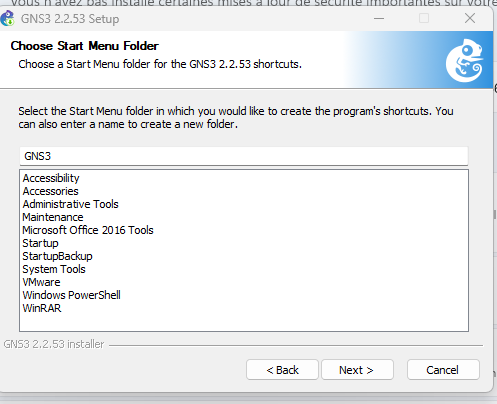 Vous n'avez pas installé certaines mises à jour de sécurité importantes sur votre
GNS3 2.2.53 Setup
Choose Start Menu Folder
Choose a Start Menu folder for the GNS3 2.2.53 shortcuts.
Select the Start Menu folder in which you would like to create the program's shortcuts. You
can also enter a name to create a new folder.
GNS3
Accessibility
Accessories
Administrative Tools
Maintenance
Microsoft Office 2016 Tools
Startup
StartupBackup
System Tools
VMware
Windows PowerShell
WinRAR
GNS3 2.2.53 installer
< Back
Next >
Cancel